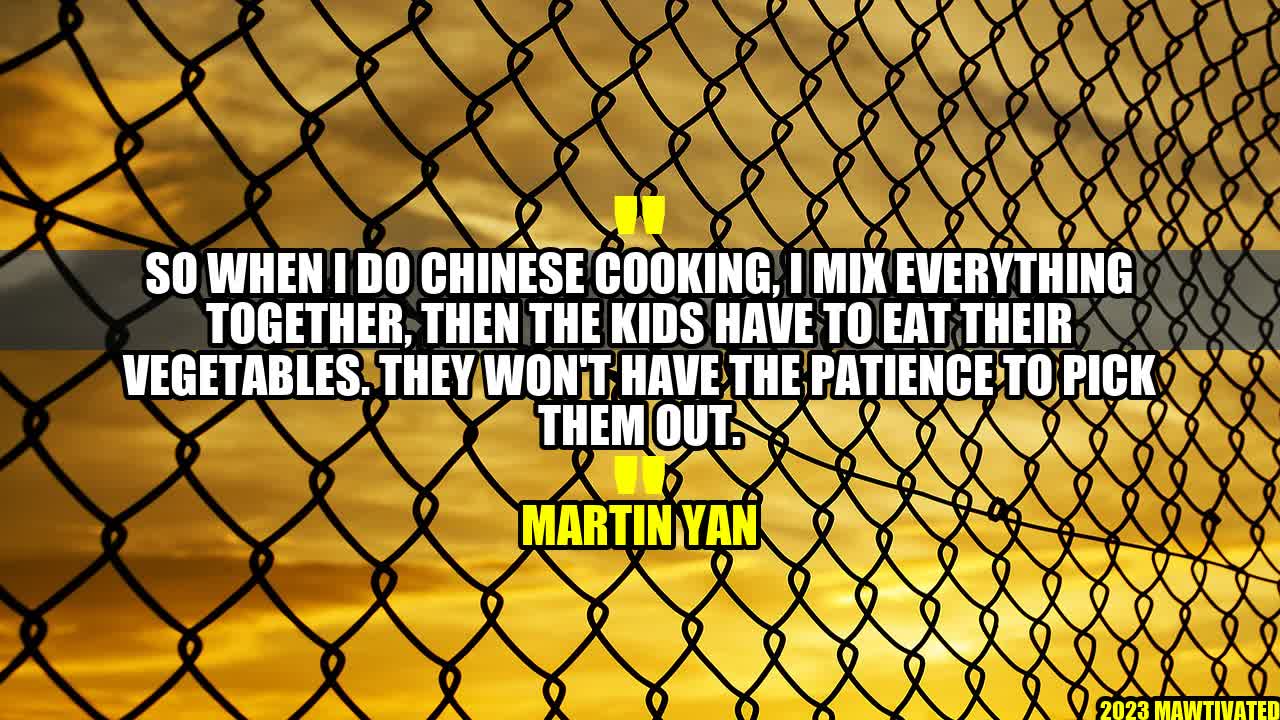 "
SO WHEN I DO CHINESE COOKING, I MIX EVERYTHING
TOGETHER, THEN THE KIDS HAVE TO EAT THEIR
VEGETABLES. THEY WON'T HAVE THE PATIENCE TO PICK
THEM OUT.
"
MARTIN YAN
2023 MAWTIVATED